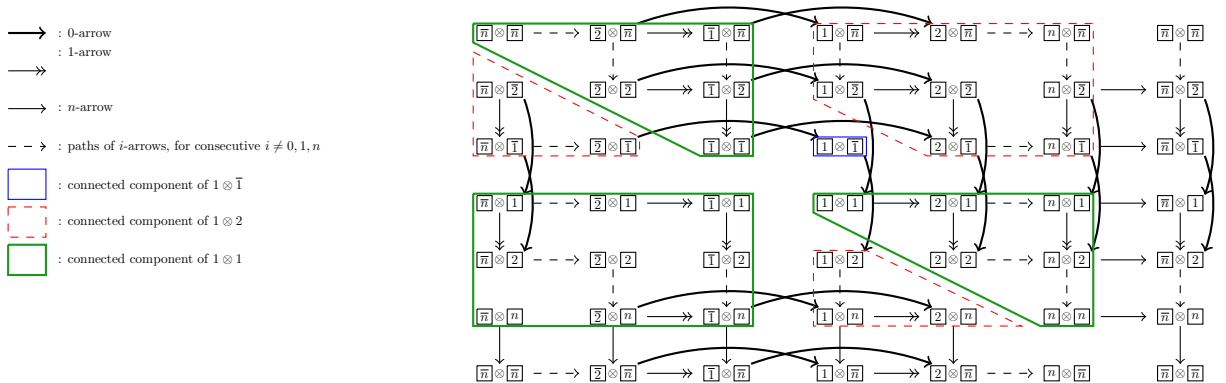 : 0-arrow
: 1-arrow
: n-arrow
: paths of i-arrows, for consecutive i ≠ 0, 1, n
: connected component of 1 ⊗ 1̅
: connected component of 1 ⊗ 2
: connected component of 1 ⊗ 1
n̅ ⊗ n̅ 2̅ ⊗ n̅ 1̅ ⊗ n̅ 1 ⊗ n̅ 2 ⊗ n̅ n ⊗ n̅ n̅ ⊗ n̅
n̅ ⊗ 2̅ 2̅ ⊗ 2̅ 1̅ ⊗ 2̅ 1 ⊗ 2̅ 2 ⊗ 2̅ n ⊗ 2̅ n̅ ⊗ 2̅
n̅ ⊗ 1̅ 2̅ ⊗ 1̅ 1̅ ⊗ 1̅ 1 ⊗ 1̅ 2 ⊗ 1̅ n ⊗ 1̅ n̅ ⊗ 1̅
n̅ ⊗ 1 2̅ ⊗ 1 1̅ ⊗ 1 1 ⊗ 1 2 ⊗ 1 n ⊗ 1 n̅ ⊗ 1
n̅ ⊗ 2 2̅ ⊗ 2 1̅ ⊗ 2 1 ⊗ 2 2 ⊗ 2 n ⊗ 2 n̅ ⊗ 2
n̅ ⊗ n 2̅ ⊗ n 1̅ ⊗ n 1 ⊗ n 2 ⊗ n n ⊗ n n̅ ⊗ n
n̅ ⊗ n̅ 2̅ ⊗ n̅ 1̅ ⊗ n̅ 1 ⊗ n̅ 2 ⊗ n̅ n ⊗ n̅ n̅ ⊗ n̅